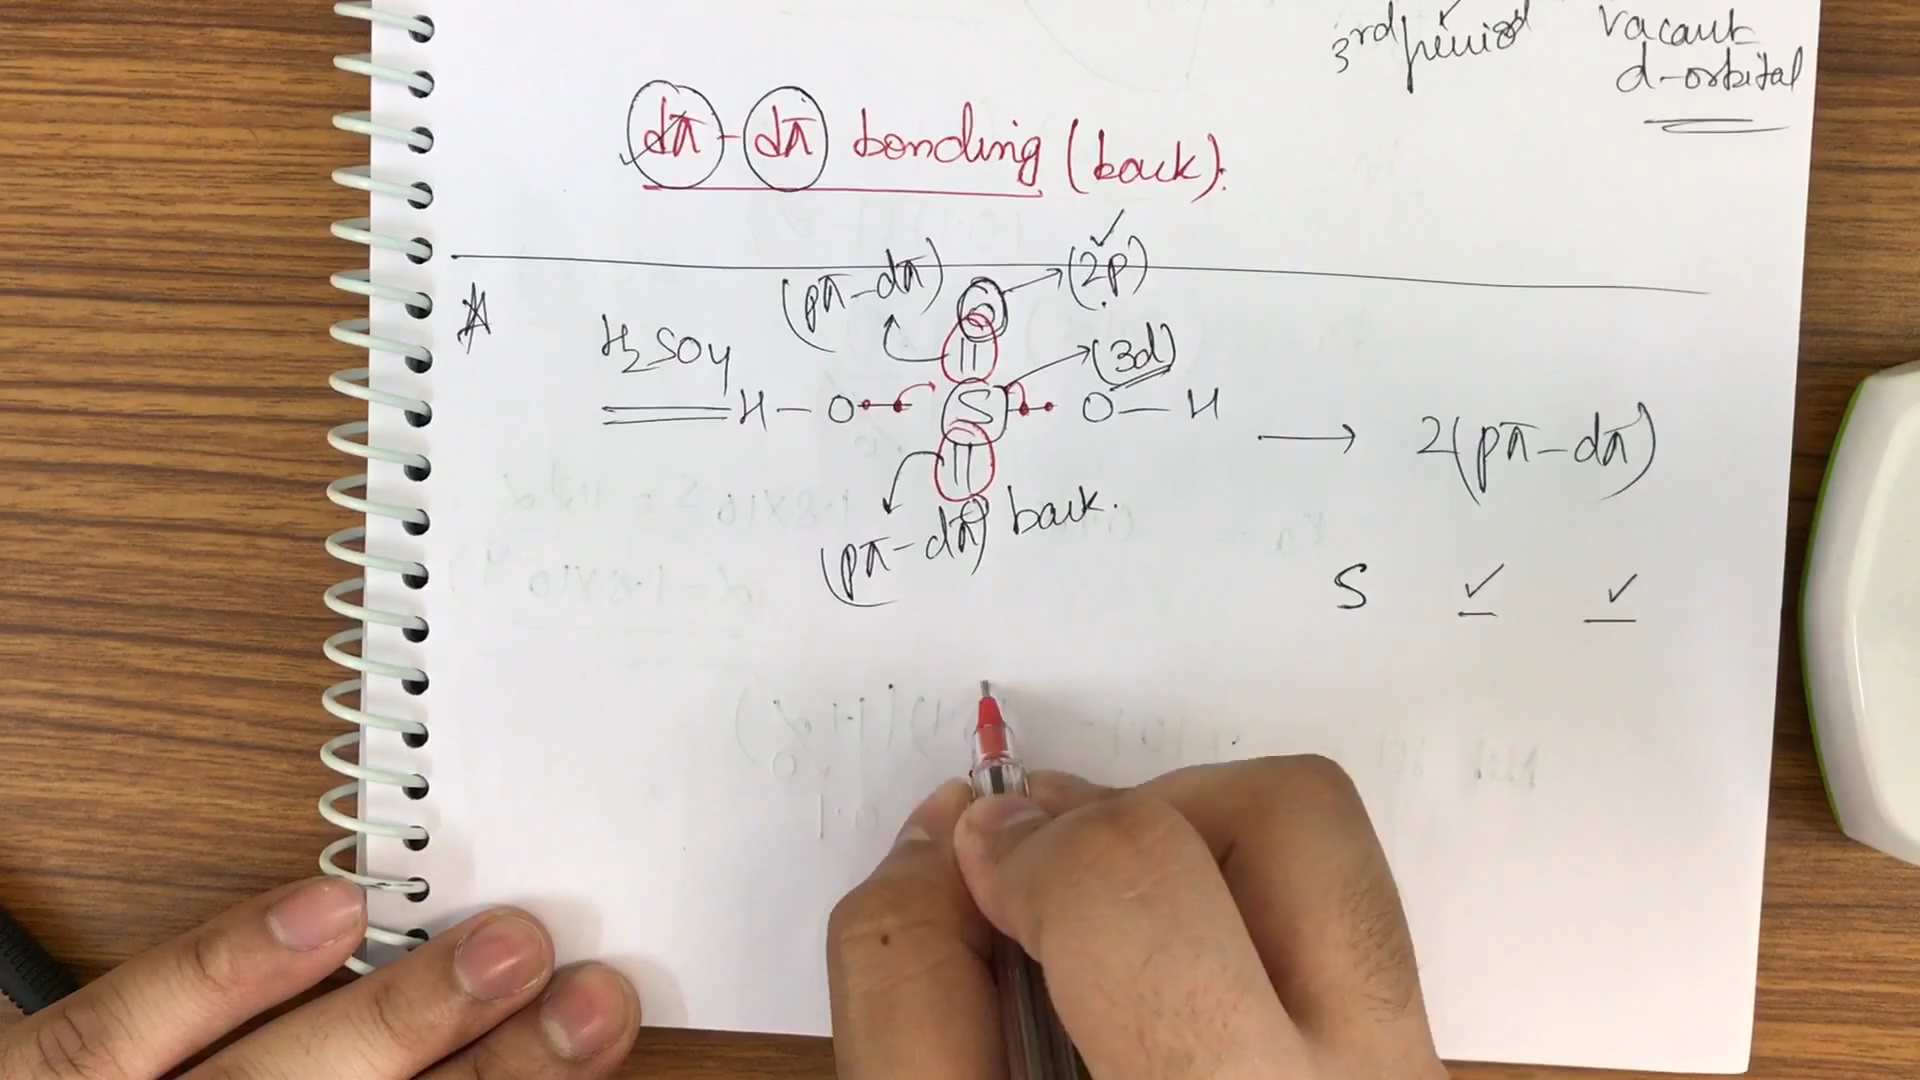 3rd period vacant
d-orbital
dπ-dπ bonding (back).
(pπ-dπ) O (2p)
H2SO4 (3d)
H-O S O-H → 2(pπ-dπ)
(pπ-dπ) back.
S